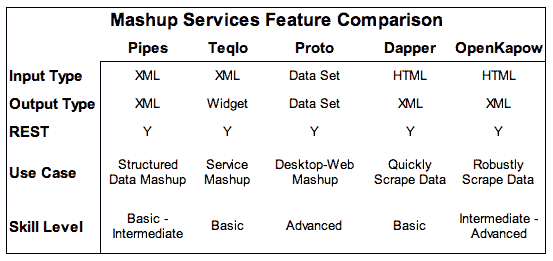 Mashup Services Feature Comparison
Pipes Teqlo Proto Dapper OpenKapow
Input Type XML XML Data Set HTML HTML
Output Type XML Widget Data Set XML XML
REST Y Y Y Y Y
Use Case Structured Data Mashup Service Mashup Desktop-Web Mashup Quickly Scrape Data Robustly Scrape Data
Skill Level Basic - Intermediate Basic Advanced Basic Intermediate - Advanced